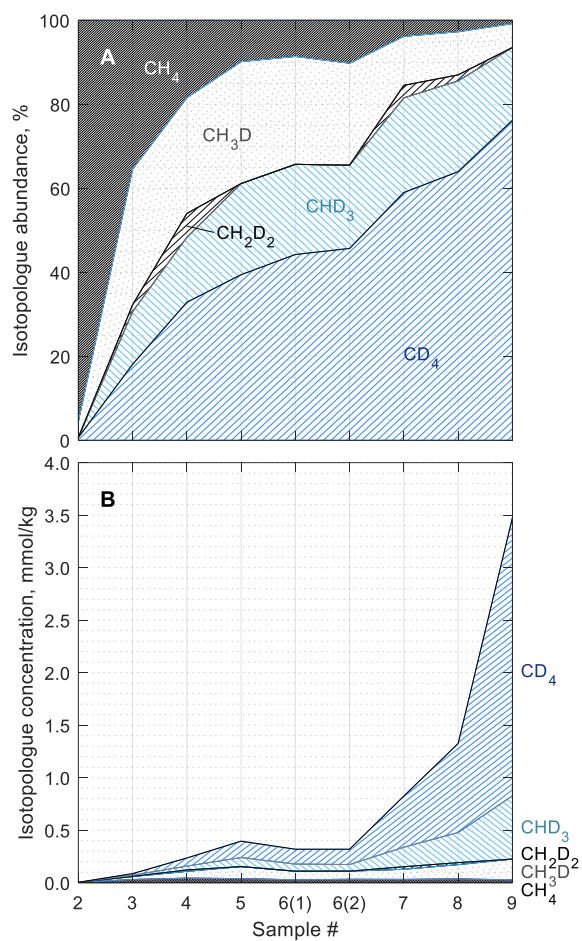 100
80
60
40
20
0
Isotopologue abundance, %
A
CH4
CH3D
CH2D2
CHD3
CD4
4.0
3.5
3.0
2.5
2.0
1.5
1.0
0.5
0.0
Isotopologue concentration, mmol/kg
B
CD4
CHD3
CH2D2
CH3D
CH4
2 3 4 5 6(1) 6(2) 7 8 9
Sample #